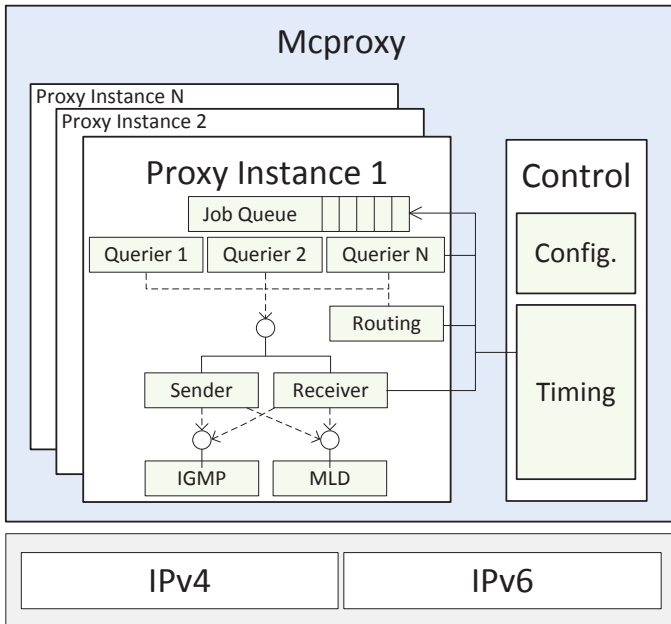 Mcproxy
Proxy Instance N
Proxy Instance 2
Proxy Instance 1
Job Queue
Querier 1
Querier 2
Querier N
Routing
Sender
Receiver
IGMP
MLD
Control
Config.
Timing
IPv4
IPv6